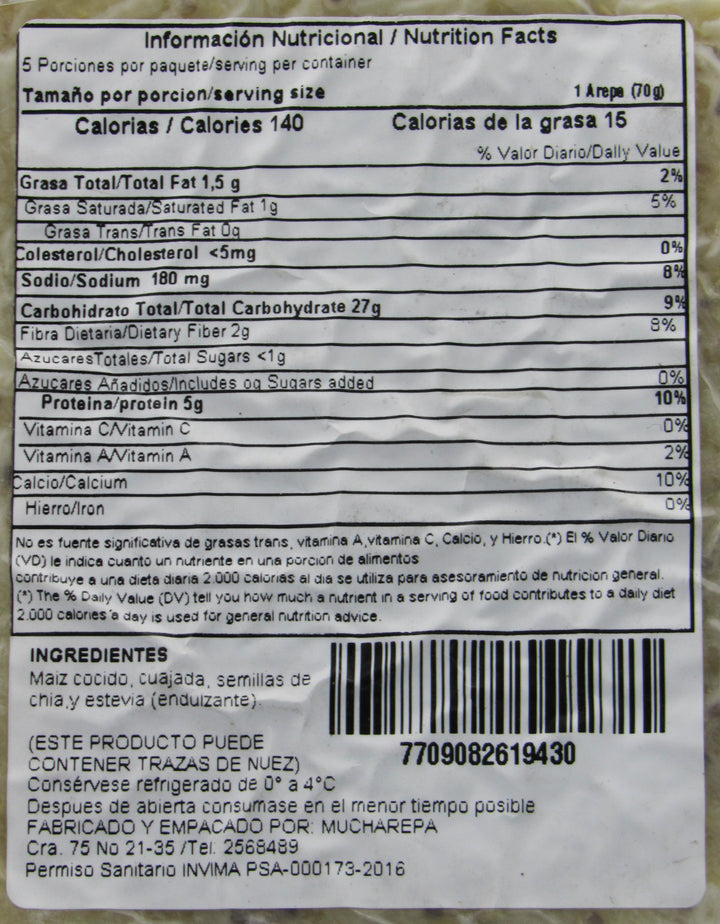 Información Nutricional / Nutrition Facts
5 Porciones por paquete/serving per container
Tamaño por porcion/serving size 1 Arepa (70g)
Calorias / Calories 140 Calorias de la grasa 15
% Valor Diario/Daily Value
Grasa Total/Total Fat 1,5 g 2%
Grasa Saturada/Saturated Fat 1g 5%
Grasa Trans/Trans Fat 0g
Colesterol/Cholesterol <5mg 0%
Sodio/Sodium 180 mg 8%
Carbohidrato Total/Total Carbohydrate 27g 9%
Fibra Dietaria/Dietary Fiber 2g 8%
AzucaresTotales/Total Sugars <1g
Azucares Añadidos/Includes 0g Sugars added 0%
Proteina/protein 5g 10%
Vitamina C/Vitamin C 0%
Vitamina A/Vitamin A 2%
Calcio/Calcium 10%
Hierro/Iron 0%
No es fuente significativa de grasas trans, vitamina A,vitamina C, Calcio, y Hierro.(*) El % Valor Diario
(VD) le indica cuanto un nutriente en una porcion de alimentos
contribuye a una dieta diaria 2.000 calorias al dia se utiliza para asesoramiento de nutricion general.
(*) The % Daily Value (DV) tell you how much a nutrient in a serving of food contributes to a daily diet
2.000 calories a day is used for general nutrition advice.
INGREDIENTES
Maiz cocido, cuajada, semillas de
chia,y estevia (endulzante).
7709082619430
(ESTE PRODUCTO PUEDE
CONTENER TRAZAS DE NUEZ)
Consérvese refrigerado de 0° a 4°C
Despues de abierta consumase en el menor tiempo posible
FABRICADO Y EMPACADO POR: MUCHAREPA
Cra. 75 No 21-35 /Tel: 2568489
Permiso Sanitario INVIMA PSA-000173-2016